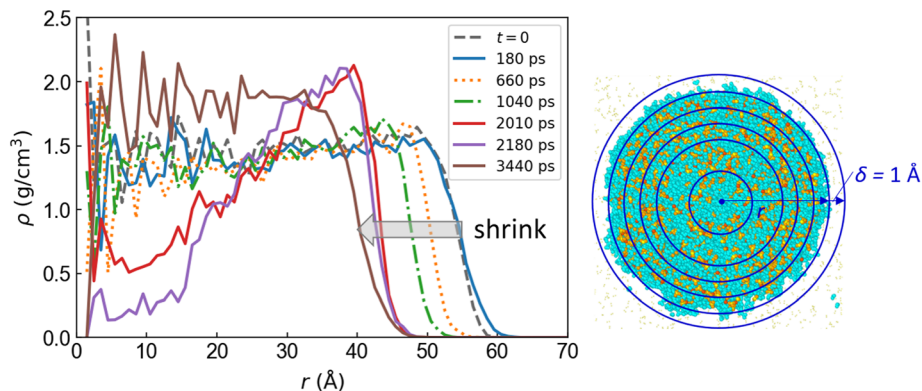 2.5
2.0
1.5
1.0
0.5
0.0
ρ (g/cm³)
0 10 20 30 40 50 60 70
r (Å)
t = 0
180 ps
660 ps
1040 ps
2010 ps
2180 ps
3440 ps
shrink
r
δ = 1 Å